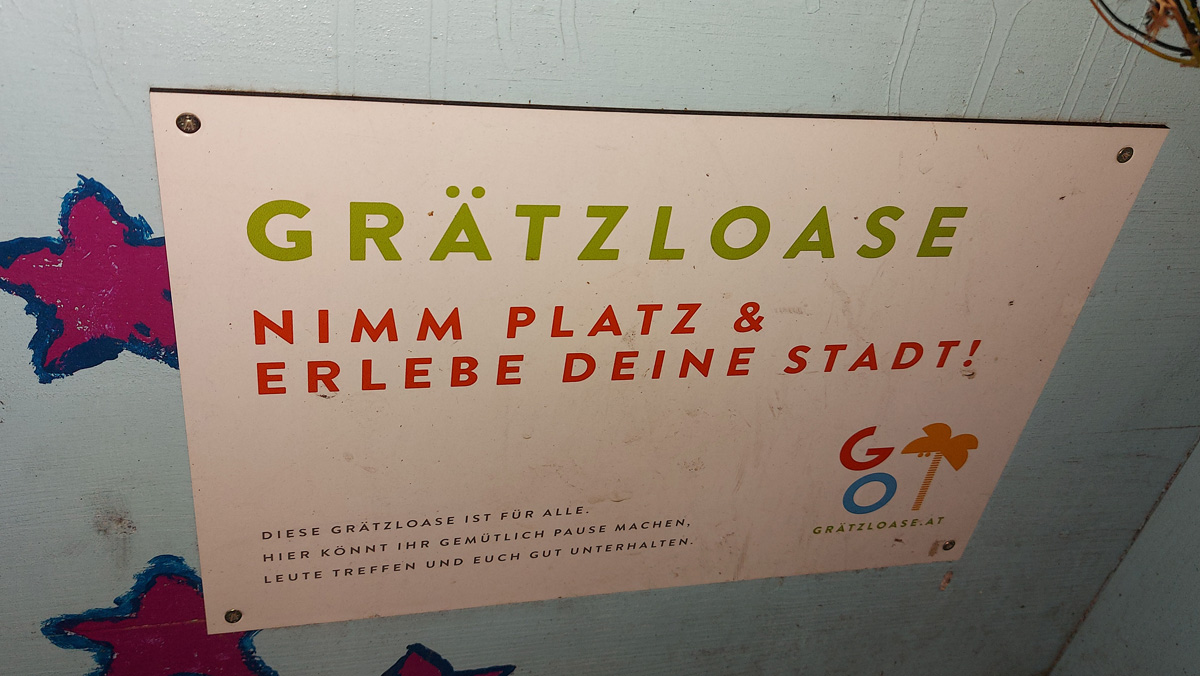 GRÄTZLOASE
NIMM PLATZ &
ERLEBE DEINE STADT!
DIESE GRÄTZLOASE IST FÜR ALLE.
HIER KÖNNT IHR GEMÜTLICH PAUSE MACHEN,
LEUTE TREFFEN UND EUCH GUT UNTERHALTEN.
G
O
GRÄTZLOASE.AT